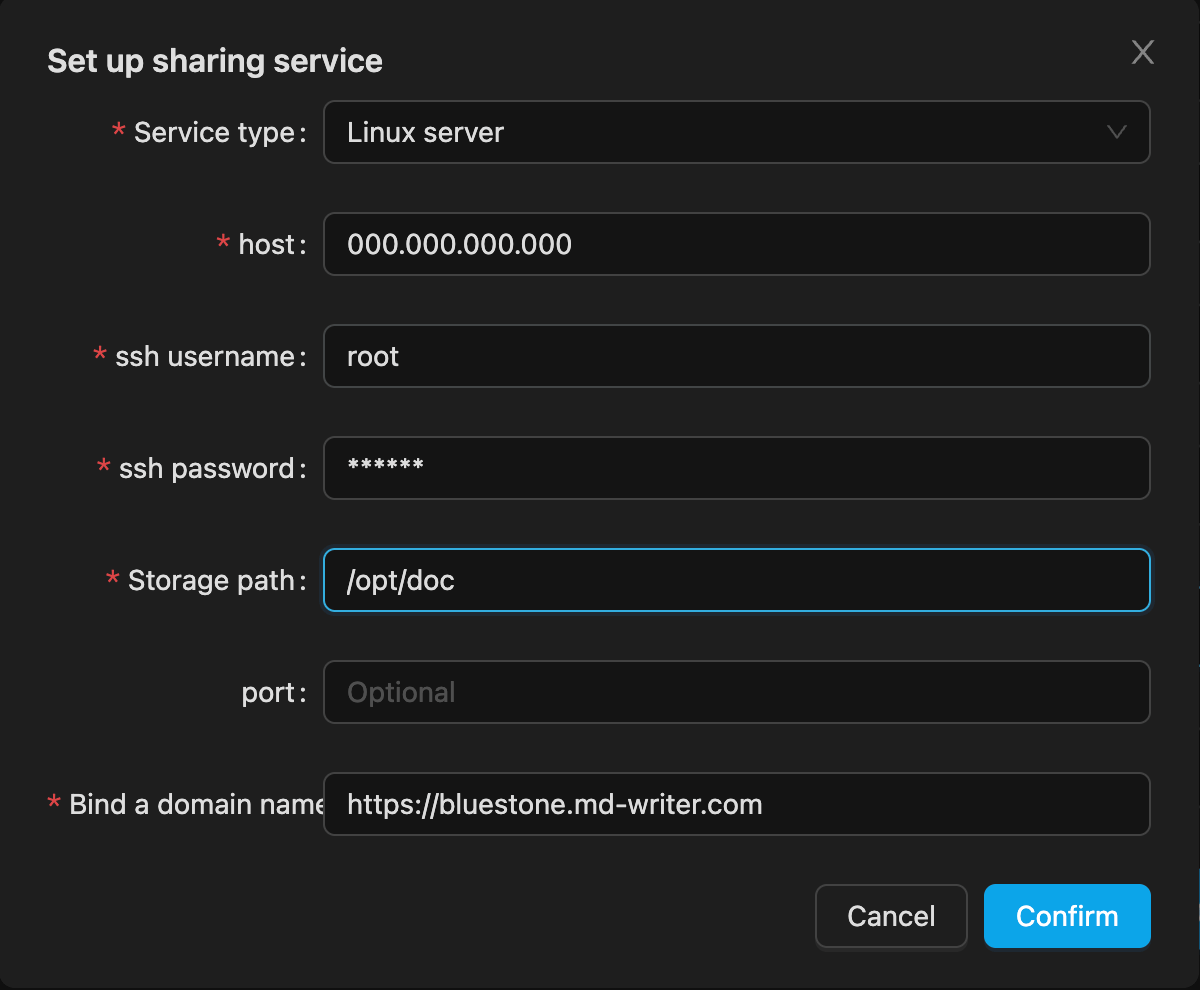 Set up sharing service
* Service type: Linux server
* host: 000.000.000.000
* ssh username: root
* ssh password: ******
* Storage path: /opt/doc
port: Optional
* Bind a domain name https://bluestone.md-writer.com
Cancel Confirm